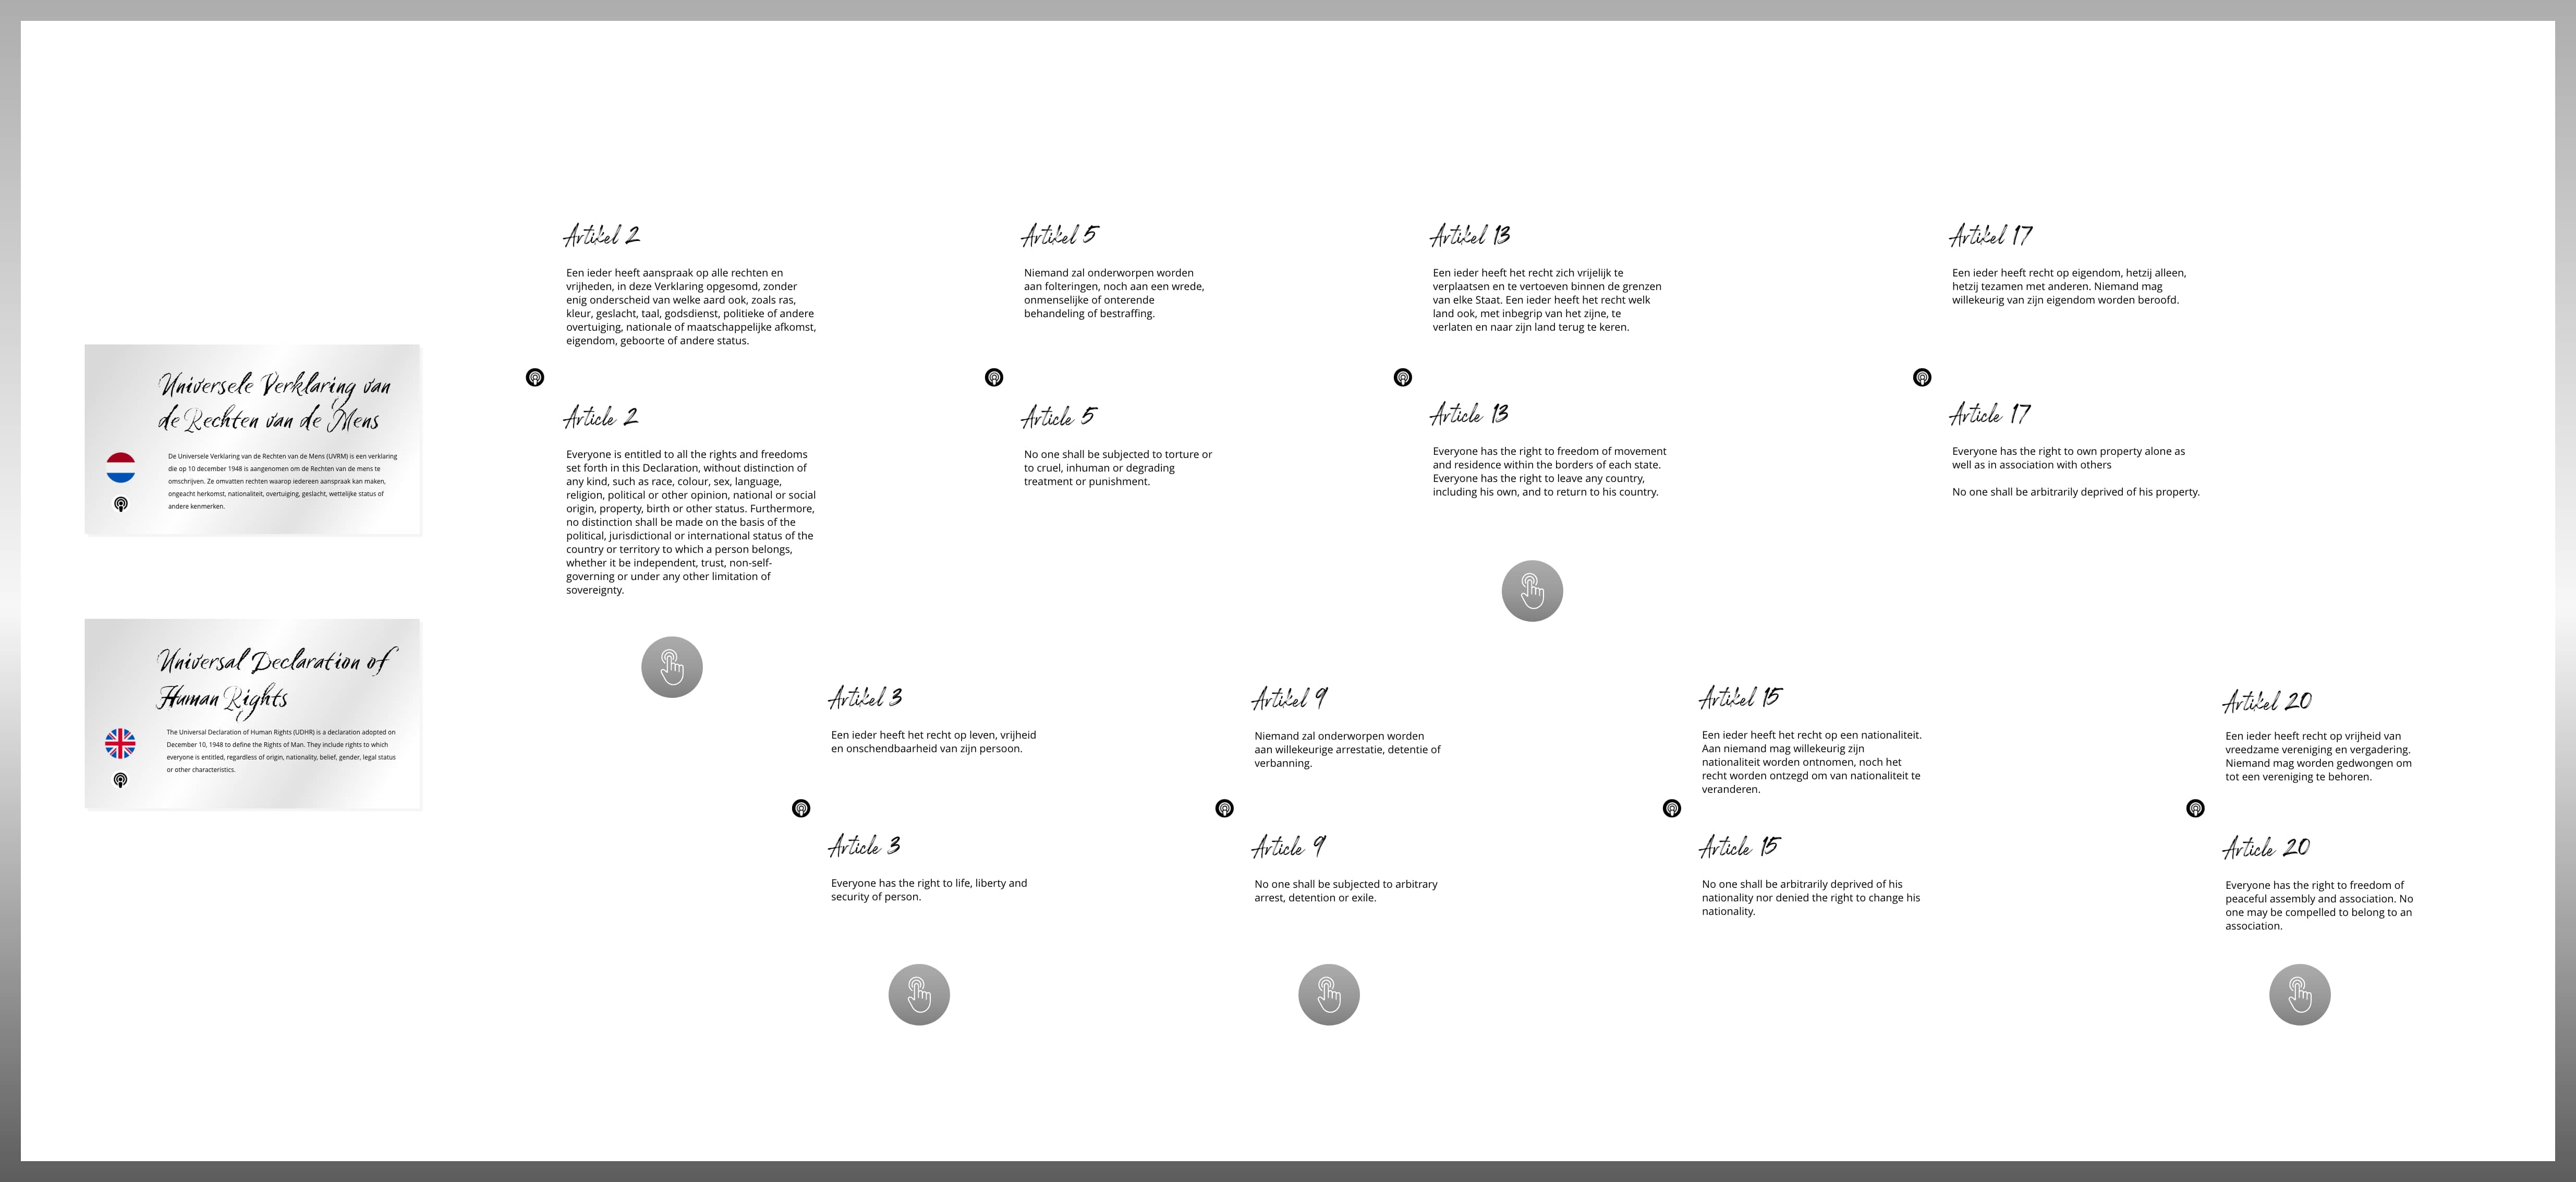 Universele Verklaring van
de Rechten van de Mens
De Universele Verklaring van de Rechten van de Mens (UVRM) is een verklaring
die op 10 december 1948 is aangenomen om de Rechten van de mens te
omschrijven. Ze omvatten rechten waarop iedereen aanspraak kan maken,
ongeacht herkomst, nationaliteit, overtuiging, geslacht, wettelijke status of
andere kenmerken.
Universal Declaration of
Human Rights
The Universal Declaration of Human Rights (UDHR) is a declaration adopted on
December 10, 1948 to define the Rights of Man. They include rights to which
everyone is entitled, regardless of origin, nationality, belief, gender, legal status
or other characteristics.
Artikel 2
Een ieder heeft aanspraak op alle rechten en
vrijheden, in deze Verklaring opgesomd, zonder
enig onderscheid van welke aard ook, zoals ras,
kleur, geslacht, taal, godsdienst, politieke of andere
overtuiging, nationale of maatschappelijke afkomst,
eigendom, geboorte of andere status.
Article 2
Everyone is entitled to all the rights and freedoms
set forth in this Declaration, without distinction of
any kind, such as race, colour, sex, language,
religion, political or other opinion, national or social
origin, property, birth or other status. Furthermore,
no distinction shall be made on the basis of the
political, jurisdictional or international status of the
country or territory to which a person belongs,
whether it be independent, trust, non-self-
governing or under any other limitation of
sovereignty.
Artikel 3
Een ieder heeft het recht op leven, vrijheid
en onschendbaarheid van zijn persoon.
Article 3
Everyone has the right to life, liberty and
security of person.
Artikel 5
Niemand zal onderworpen worden
aan folteringen, noch aan een wrede,
onmenselijke of onterende
behandeling of bestraffing.
Article 5
No one shall be subjected to torture or
to cruel, inhuman or degrading
treatment or punishment.
Artikel 9
Niemand zal onderworpen worden
aan willekeurige arrestatie, detentie of
verbanning.
Article 9
No one shall be subjected to arbitrary
arrest, detention or exile.
Artikel 13
Een ieder heeft het recht zich vrijelijk te
verplaatsen en te vertoeven binnen de grenzen
van elke Staat. Een ieder heeft het recht welk
land ook, met inbegrip van het zijne, te
verlaten en naar zijn land terug te keren.
Article 13
Everyone has the right to freedom of movement
and residence within the borders of each state.
Everyone has the right to leave any country,
including his own, and to return to his country.
Artikel 15
Een ieder heeft het recht op een nationaliteit.
Aan niemand mag willekeurig zijn
nationaliteit worden ontnomen, noch het
recht worden ontzegd om van nationaliteit te
veranderen.
Article 15
No one shall be arbitrarily deprived of his
nationality nor denied the right to change his
nationality.
Artikel 17
Een ieder heeft recht op eigendom, hetzij alleen,
hetzij tezamen met anderen. Niemand mag
willekeurig van zijn eigendom worden beroofd.
Article 17
Everyone has the right to own property alone as
well as in association with others
No one shall be arbitrarily deprived of his property.
Artikel 20
Een ieder heeft recht op vrijheid van
vreedzame vereniging en vergadering.
Niemand mag worden gedwongen om
tot een vereniging te behoren.
Article 20
Everyone has the right to freedom of
peaceful assembly and association. No
one may be compelled to belong to an
association.